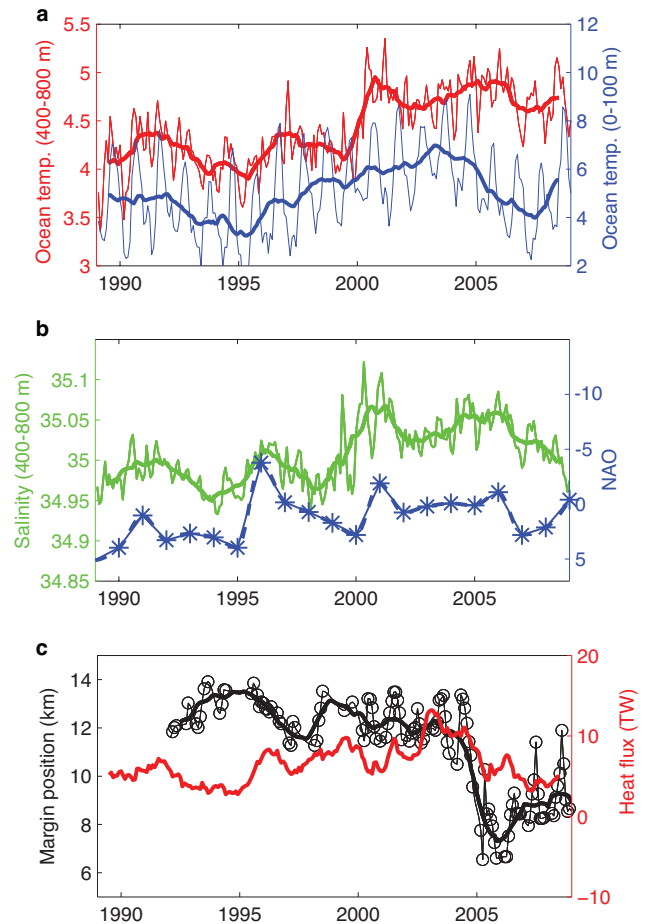 a
5.5
5
4.5
4
3.5
3
Ocean temp. (400-800 m)
12
10
8
6
4
2
Ocean temp. (0-100 m)
1990 1995 2000 2005
b
35.1
35.05
35
34.95
34.9
34.85
Salinity (400-800 m)
-10
-5
0
5
NAO
1990 1995 2000 2005
c
14
12
10
8
6
Margin position (km)
20
10
0
−10
Heat flux (TW)
1990 1995 2000 2005